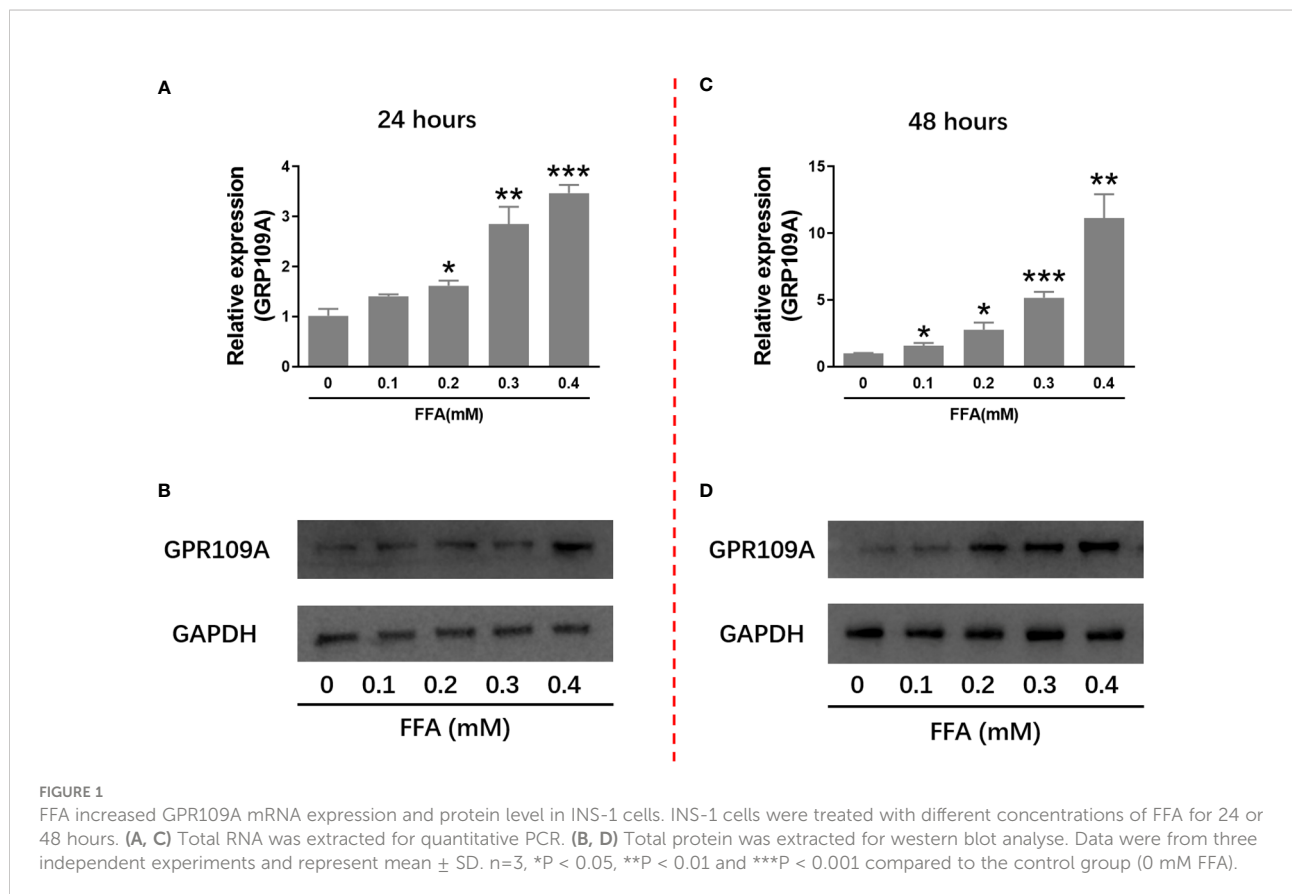 A
24 hours
Relative expression
(GRP109A)
4
3
2
1
0
*
**
***
0 0.1 0.2 0.3 0.4
FFA(mM)
B
GPR109A
GAPDH
0 0.1 0.2 0.3 0.4
FFA (mM)
C
48 hours
Relative expression
(GRP109A)
15
10
5
0
*
*
***
**
0 0.1 0.2 0.3 0.4
FFA(mM)
D
GPR109A
GAPDH
0 0.1 0.2 0.3 0.4
FFA (mM)
FIGURE 1
FFA increased GPR109A mRNA expression and protein level in INS-1 cells. INS-1 cells were treated with different concentrations of FFA for 24 or
48 hours. (A, C) Total RNA was extracted for quantitative PCR. (B, D) Total protein was extracted for western blot analyse. Data were from three
independent experiments and represent mean ± SD. n=3, *P < 0.05, **P < 0.01 and ***P < 0.001 compared to the control group (0 mM FFA).